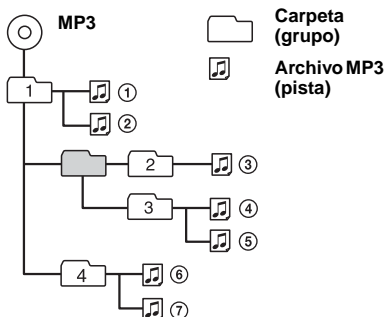 MP3
Carpeta
(grupo)
Archivo MP3
(pista)
1
①
②
2
③
3
④
⑤
4
⑥
⑦